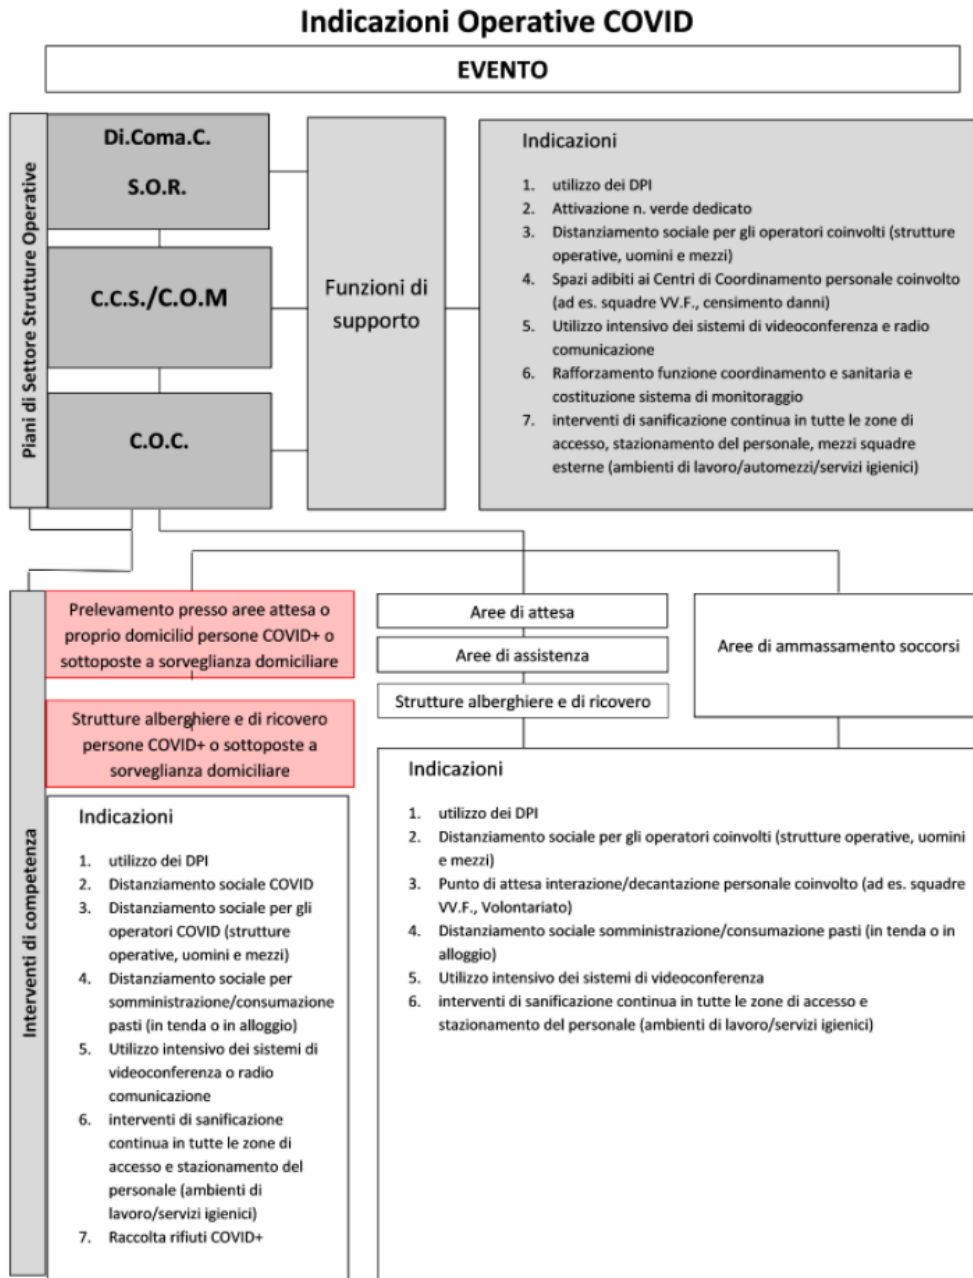 Indicazioni Operative COVID
EVENTO
Piani di Settore Strutture Operative
Di.Coma.C.
S.O.R.
C.C.S./C.O.M
C.O.C.
Funzioni di
supporto
Indicazioni
1. utilizzo dei DPI
2. Attivazione n. verde dedicato
3. Distanziamento sociale per gli operatori coinvolti (strutture
operative, uomini e mezzi)
4. Spazi adibiti ai Centri di Coordinamento personale coinvolto
(ad es. squadre VV.F., censimento danni)
5. Utilizzo intensivo dei sistemi di videoconferenza e radio
comunicazione
6. Rafforzamento funzione coordinamento e sanitaria e
costituzione sistema di monitoraggio
7. interventi di sanificazione continua in tutte le zone di
accesso, stazionamento del personale, mezzi squadre
esterne (ambienti di lavoro/automezzi/servizi igienici)
Interventi di competenza
Prelevamento presso aree attesa o
proprio domicilio persone COVID+ o
sottoposte a sorveglianza domiciliare
Strutture alberghiere e di ricovero
persone COVID+ o sottoposte a
sorveglianza domiciliare
Indicazioni
1. utilizzo dei DPI
2. Distanziamento sociale COVID
3. Distanziamento sociale per gli
operatori COVID (strutture
operative, uomini e mezzi)
4. Distanziamento sociale per
somministrazione/consumazione
pasti (in tenda o in alloggio)
5. Utilizzo intensivo dei sistemi di
videoconferenza o radio
comunicazione
6. interventi di sanificazione
continua in tutte le zone di
accesso e stazionamento del
personale (ambienti di
lavoro/servizi igienici)
7. Raccolta rifiuti COVID+
Aree di attesa
Aree di assistenza
Strutture alberghiere e di ricovero
Aree di ammassamento soccorsi
Indicazioni
1. utilizzo dei DPI
2. Distanziamento sociale per gli operatori coinvolti (strutture operative, uomini
e mezzi)
3. Punto di attesa interazione/decantazione personale coinvolto (ad es. squadre
VV.F., Volontariato)
4. Distanziamento sociale somministrazione/consumazione pasti (in tenda o in
alloggio)
5. Utilizzo intensivo dei sistemi di videoconferenza
6. interventi di sanificazione continua in tutte le zone di accesso e
stazionamento del personale (ambienti di lavoro/servizi igienici)